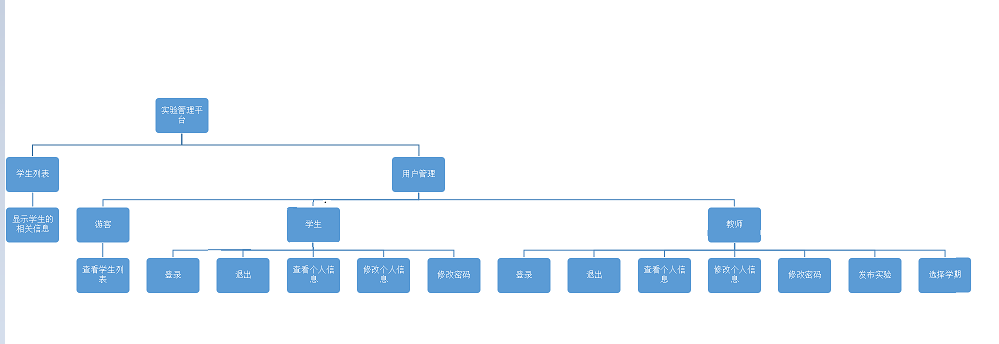 实验管理平
台
学生列表
用户管理
显示学生的
相关信息
游客
学生
教师
查看学生列
表
登录
退出
查看个人信
息
修改个人信
息
修改密码
登录
退出
查看个人信
息
修改个人信
息
修改密码
发布实验
选择学期